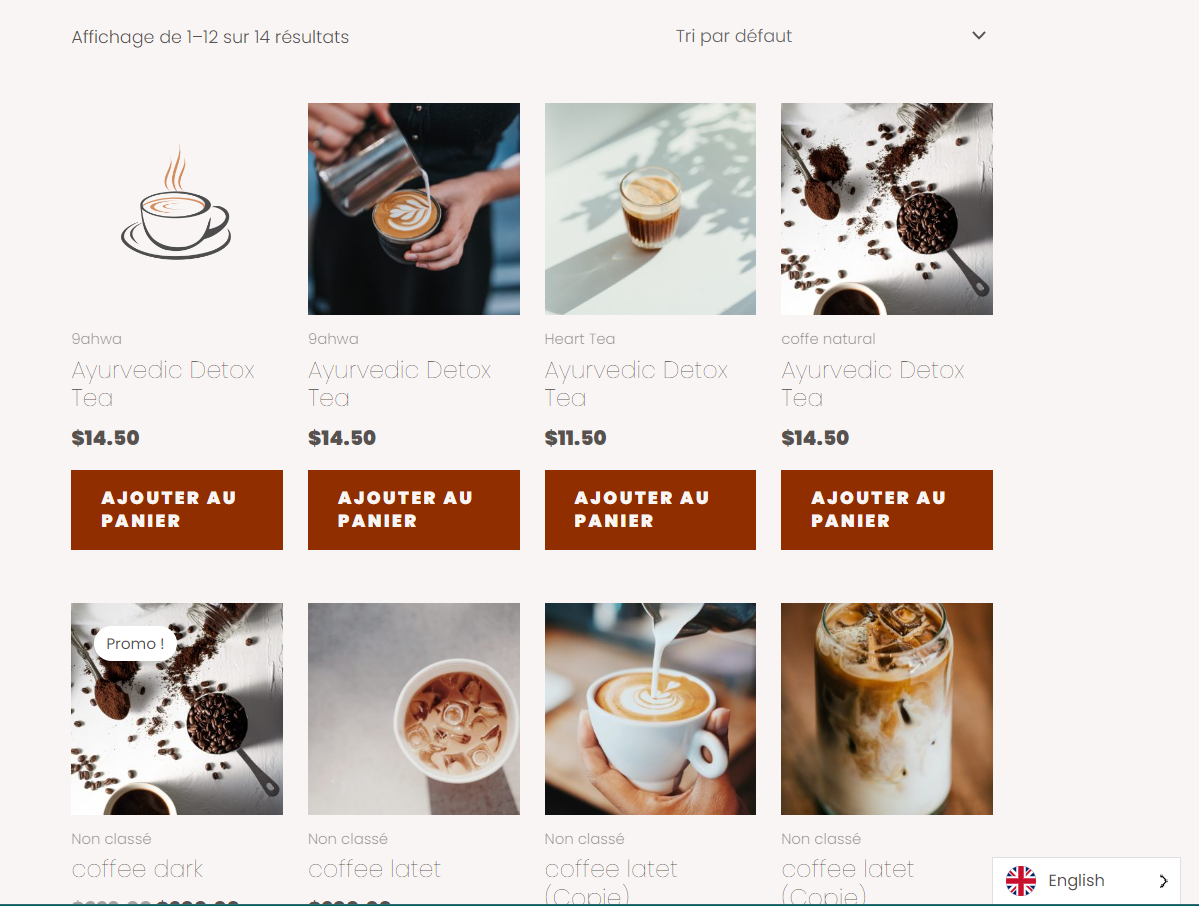 Affichage de 1–12 sur 14 résultats
Tri par défaut
9ahwa
Ayurvedic Detox
Tea
$14.50
AJOUTER AU
PANIER
9ahwa
Ayurvedic Detox
Tea
$14.50
AJOUTER AU
PANIER
Heart Tea
Ayurvedic Detox
Tea
$11.50
AJOUTER AU
PANIER
coffe natural
Ayurvedic Detox
Tea
$14.50
AJOUTER AU
PANIER
Promo !
Non classé
coffee dark
Non classé
coffee latet
Non classé
coffee latet
(Copie)
Non classé
coffee latet
(Copie)
English